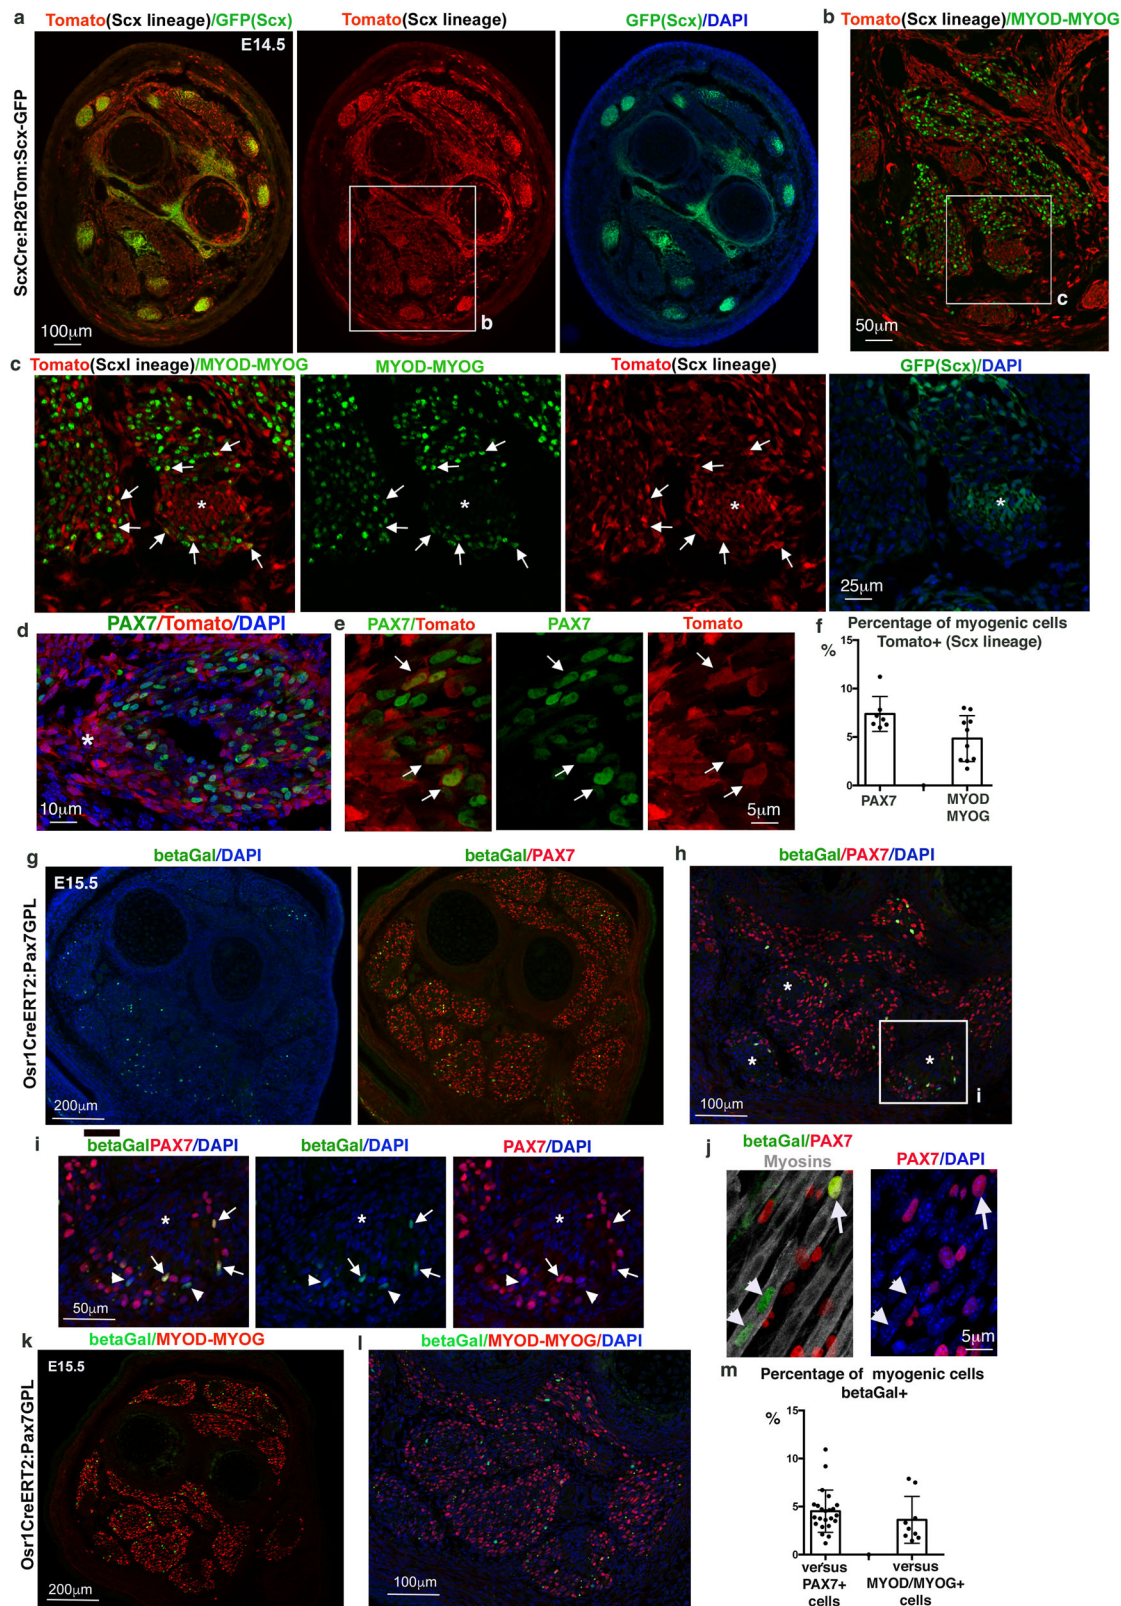 a
Tomato(Scx lineage)/GFP(Scx)
Tomato(Scx lineage)
GFP(Scx)/DAPI
b
Tomato(Scx lineage)/MYOD-MYOG
ScxCre:R26Tom:Scx-GFP
E14.5
100µm
b
c
50µm
c
Tomato(Scxl ineage)/MYOD-MYOG
MYOD-MYOG
Tomato(Scx lineage)
GFP(Scx)/DAPI
*
*
*
*
25µm
d
PAX7/Tomato/DAPI
*
10µm
e
PAX7/Tomato
PAX7
Tomato
5µm
f
Percentage of myogenic cells
Tomato+ (Scx lineage)
%
15
10
5
0
PAX7
MYOD
MYOG
g
betaGal/DAPI
betaGal/PAX7
Osr1CreERT2:Pax7GPL
E15.5
200µm
h
betaGal/PAX7/DAPI
*
*
*
i
100µm
i
betaGalPAX7/DAPI
betaGal/DAPI
PAX7/DAPI
*
*
*
50µm
j
betaGal/PAX7
Myosins
PAX7/DAPI
5µm
k
betaGal/MYOD-MYOG
Osr1CreERT2:Pax7GPL
E15.5
200µm
l
betaGal/MYOD-MYOG/DAPI
100µm
m
Percentage of myogenic cells
betaGal+
%
15
10
5
0
versus
PAX7+
cells
versus
MYOD/MYOG+
cells